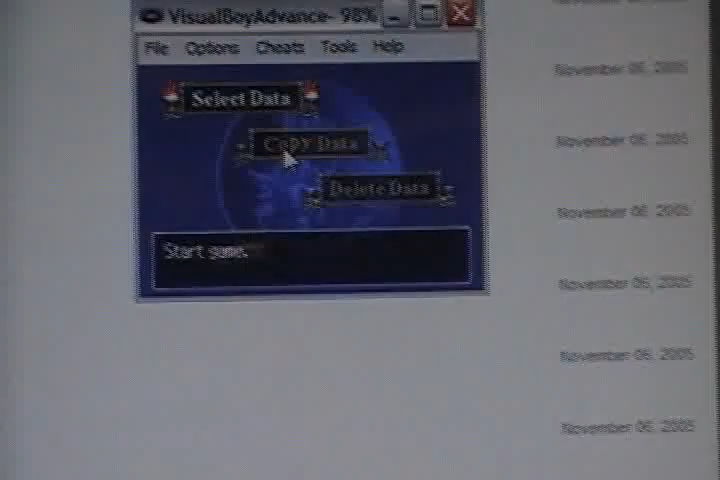 VisualBoyAdvance- 98%
File Options Cheats Tools Help
Select Data
Copy Data
Delete Data
Start game.
November 06, 2005
November 06, 2005
November 06, 2005
November 06, 2005
November 06, 2005
November 06, 2005